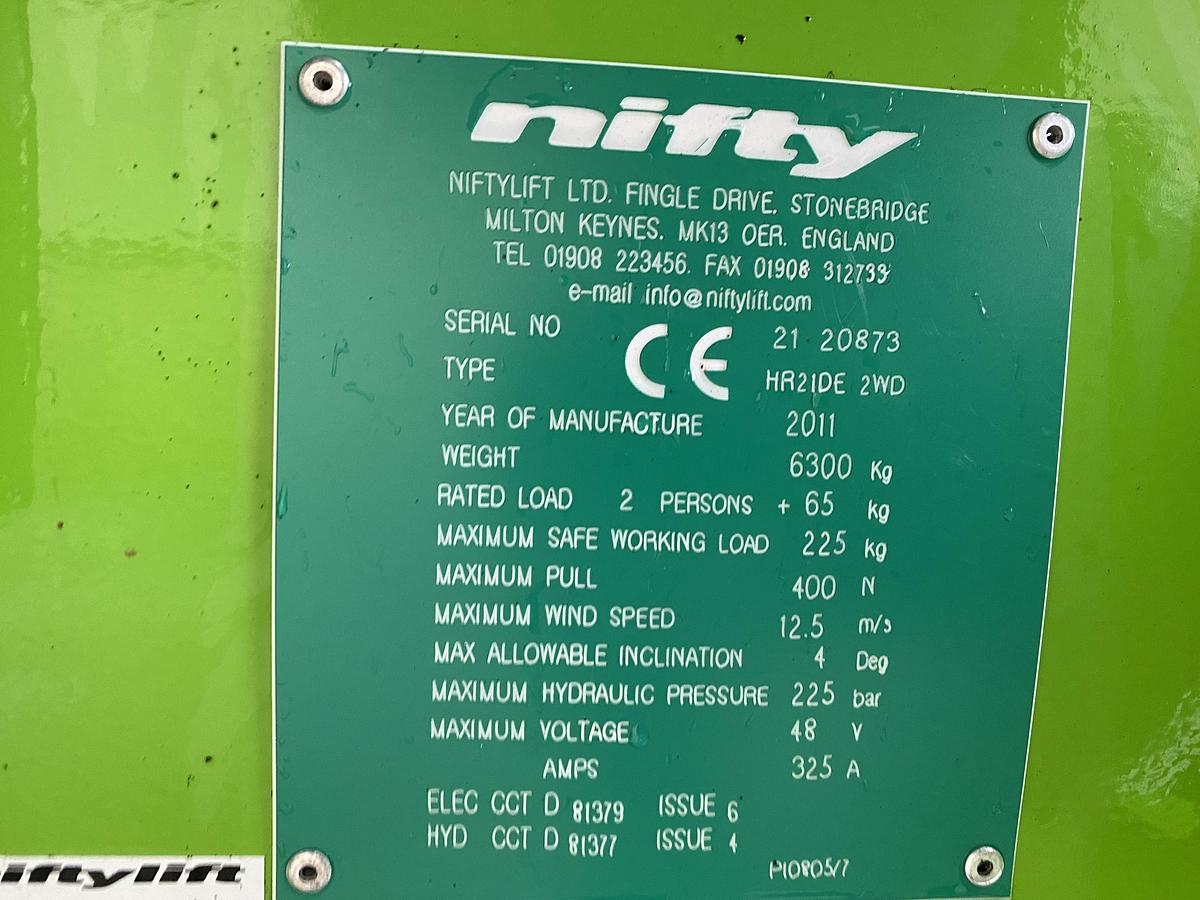 nifty
NIFTYLIFT LTD. FINGLE DRIVE. STONEBRIDGE
MILTON KEYNES. MK13 OER. ENGLAND
TEL 01908 223456. FAX 01908 312733
e-mail info@niftylift.com
SERIAL NO CE 21 20873
TYPE HR21DE 2WD
YEAR OF MANUFACTURE 2011
WEIGHT 6300 Kg
RATED LOAD 2 PERSONS + 65 kg
MAXIMUM SAFE WORKING LOAD 225 kg
MAXIMUM PULL 400 N
MAXIMUM WIND SPEED 12.5 m/s
MAX ALLOWABLE INCLINATION 4 Deg
MAXIMUM HYDRAULIC PRESSURE 225 bar
MAXIMUM VOLTAGE 48 V
AMPS 325 A
ELEC CCT D 81379 ISSUE 6
HYD CCT D 81377 ISSUE 4
P10805/7
niftylift